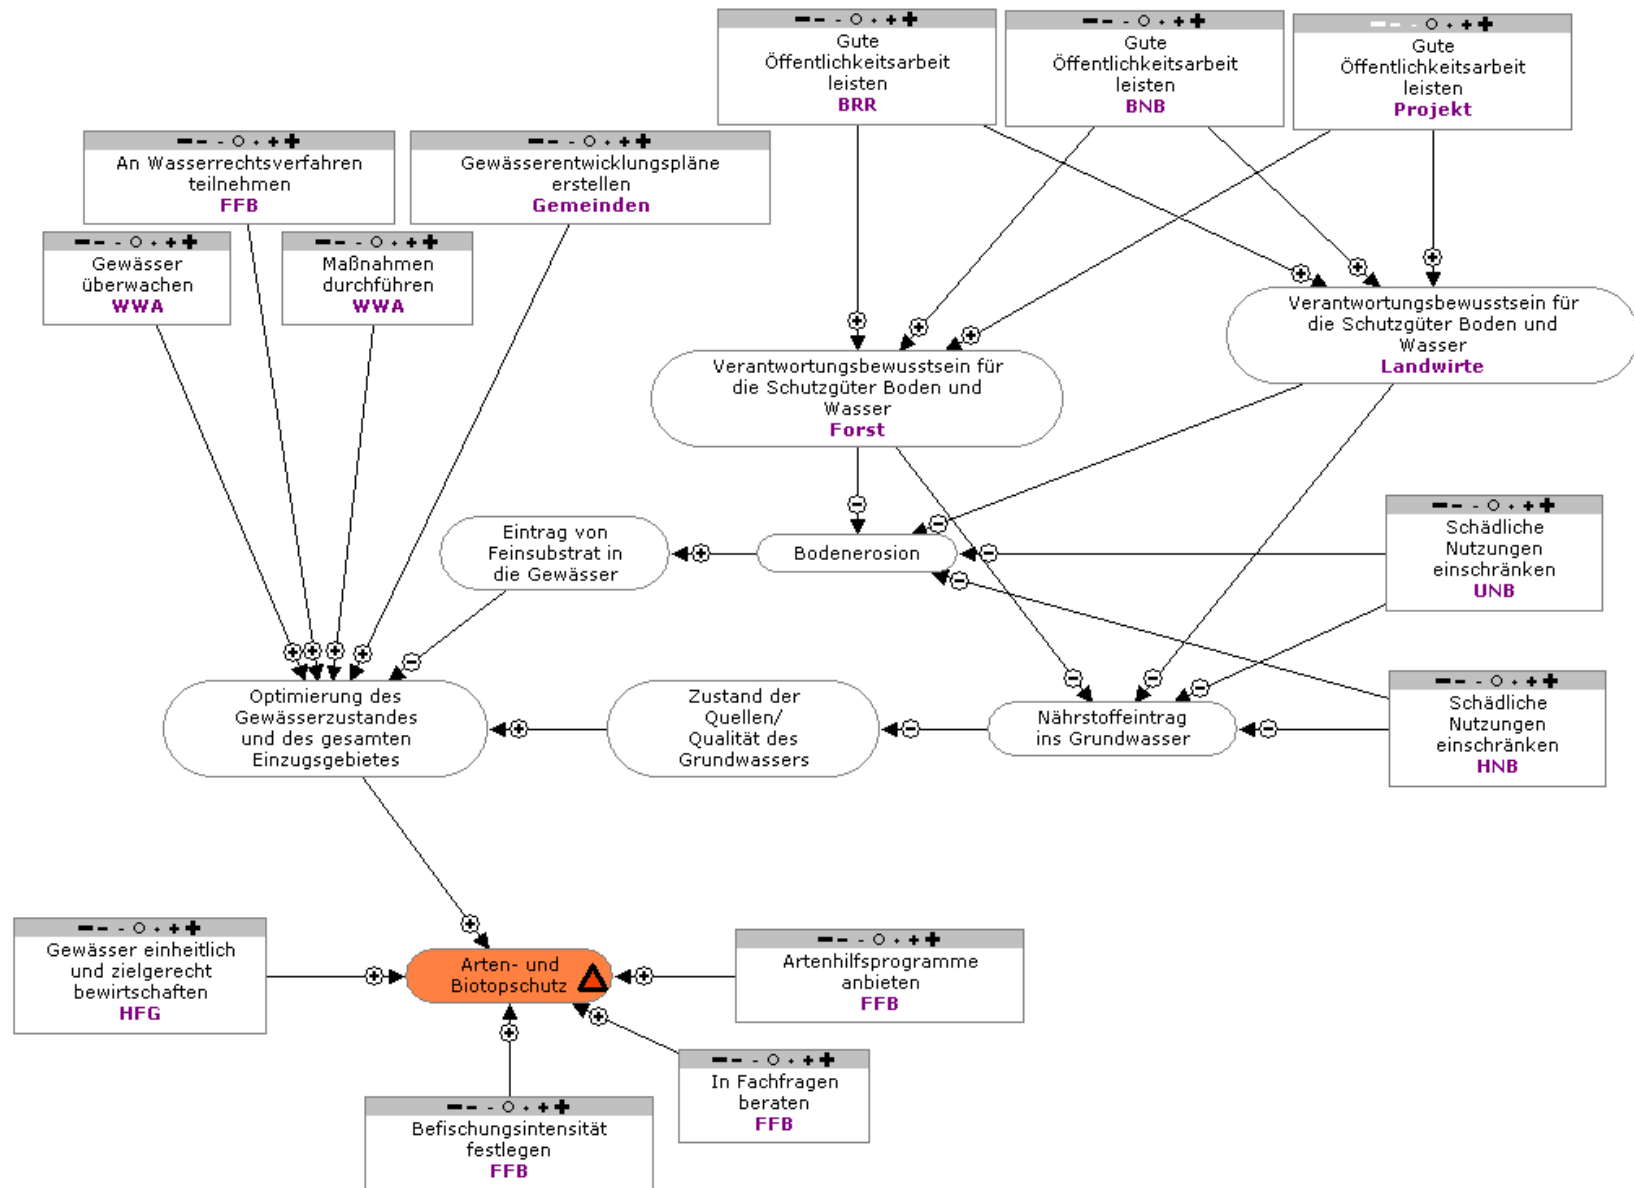 Gute
Öffentlichkeitsarbeit
leisten
BRR
Gute
Öffentlichkeitsarbeit
leisten
BNB
Gute
Öffentlichkeitsarbeit
leisten
Projekt
An Wasserrechtsverfahren
teilnehmen
FFB
Gewässerentwicklungspläne
erstellen
Gemeinden
Gewässer
überwachen
WWA
Maßnahmen
durchführen
WWA
Verantwortungsbewusstsein für
die Schutzgüter Boden und
Wasser
Landwirte
Verantwortungsbewusstsein für
die Schutzgüter Boden und
Wasser
Forst
Eintrag von
Feinsubstrat in
die Gewässer
Bodenerosion
Schädliche
Nutzungen
einschränken
UNB
Optimierung des
Gewässerzustandes
und des gesamten
Einzugsgebietes
Zustand der
Quellen/
Qualität des
Grundwassers
Nährstoffeintrag
ins Grundwasser
Schädliche
Nutzungen
einschränken
HNB
Gewässer einheitlich
und zielgerecht
bewirtschaften
HFG
Arten- und
Biotopschutz
Artenhilfsprogramme
anbieten
FFB
In Fachfragen
beraten
FFB
Befischungsintensität
festlegen
FFB